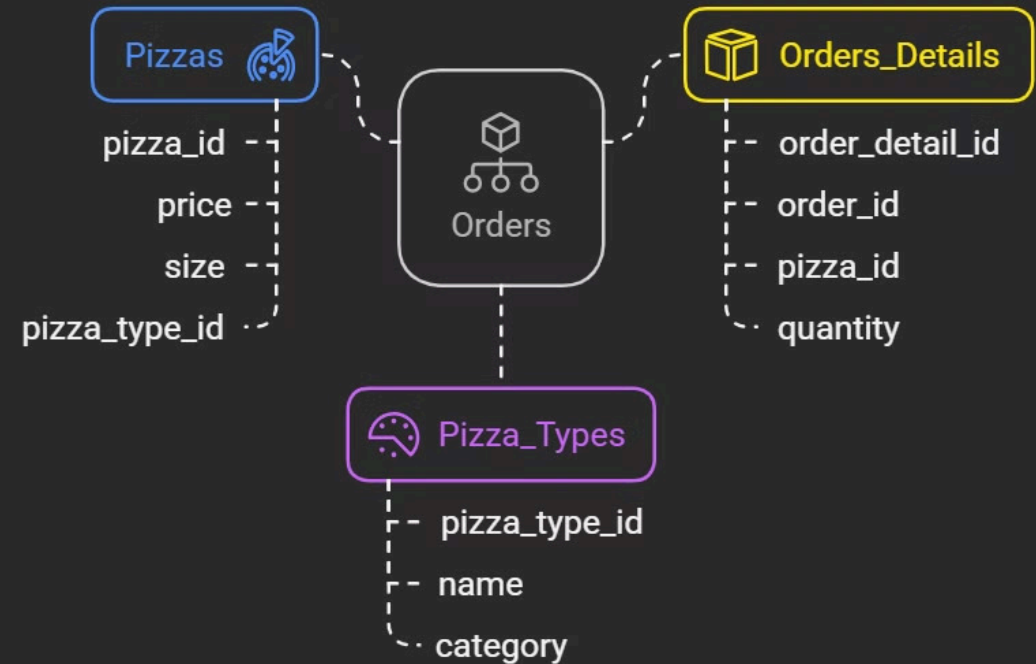 Pizzas
pizza_id
price
size
pizza_type_id
Orders
Orders_Details
order_detail_id
order_id
pizza_id
quantity
Pizza_Types
pizza_type_id
name
category